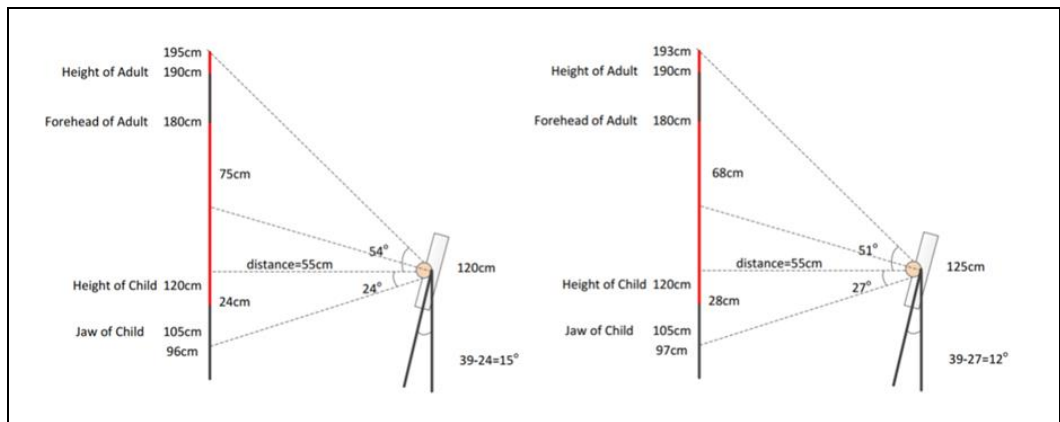 195cm
Height of Adult 190cm
Forehead of Adult 180cm
75cm
54°
distance=55cm
120cm
Height of Child 120cm
24°
24cm
Jaw of Child 105cm
96cm
39-24=15°
193cm
Height of Adult 190cm
Forehead of Adult 180cm
68cm
51°
distance=55cm
125cm
Height of Child 120cm
27°
28cm
Jaw of Child 105cm
97cm
39-27=12°